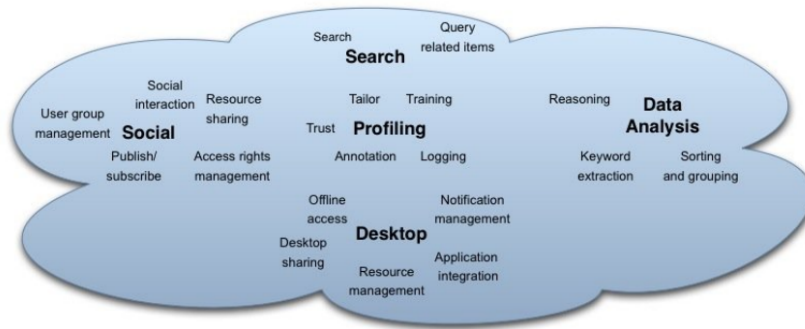 Search
Query
related items
Search
Social
interaction
Resource
sharing
User group
management
Social
Publish/
subscribe
Access rights
management
Tailor
Training
Trust
Profiling
Annotation
Logging
Reasoning
Data
Analysis
Keyword
extraction
Sorting
and grouping
Offline
access
Notification
management
Desktop
Desktop
sharing
Resource
management
Application
integration